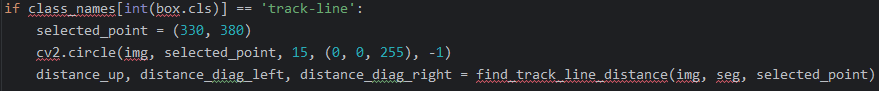 if class_names[int(box.cls)] == 'track-line':
    selected_point = (330, 380)
    cv2.circle(img, selected_point, 15, (0, 0, 255), -1)
    distance_up, distance_diag_left, distance_diag_right = find_track_line_distance(img, seg, selected_point)